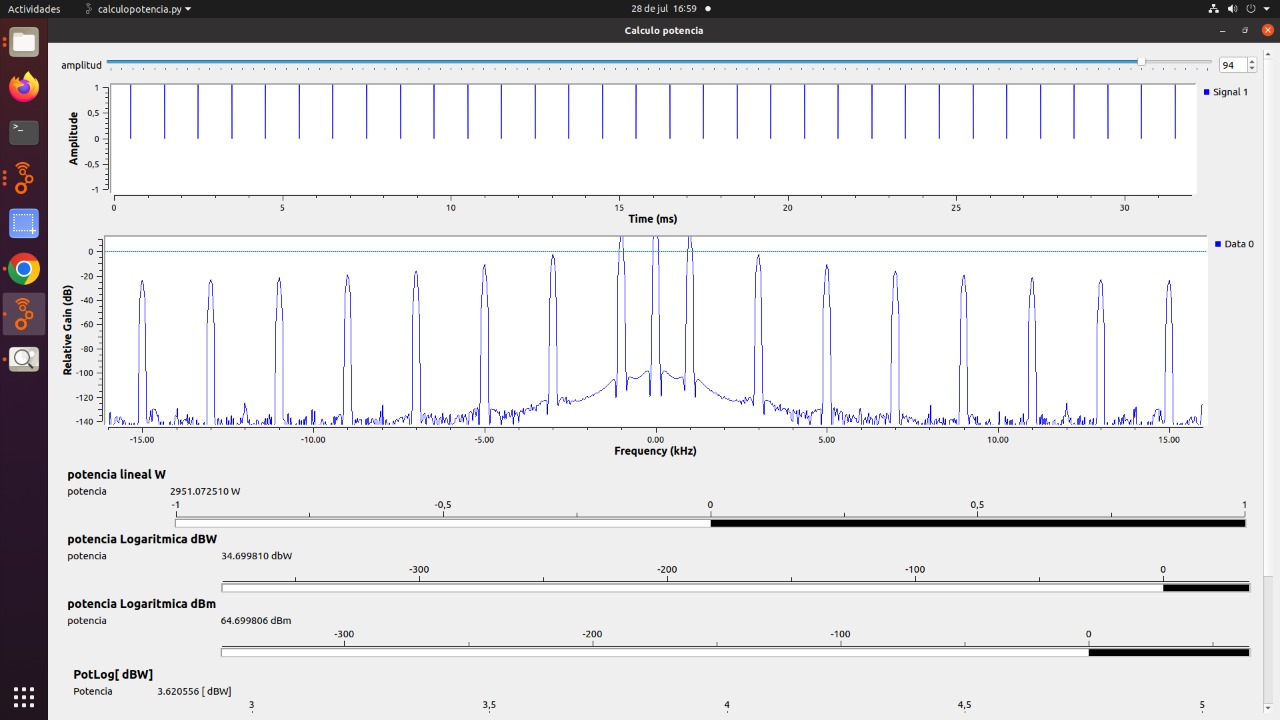 Actividades calculopotencia.py 28 de jul 16:59
Calculo potencia
amplitud 94
1
0,5
0
-0,5
-1
Amplitude
Signal 1
0 5 10 15 20 25 30
Time (ms)
0
-20
-40
-60
-80
-100
-120
-140
Relative Gain (dB)
Data 0
-15.00 -10.00 -5.00 0.00 5.00 10.00 15.00
Frequency (kHz)
potencia lineal W
potencia 2951.072510 W
-1 -0,5 0 0,5 1
potencia Logaritmica dBW
potencia 34.699810 dbW
-300 -200 -100 0
potencia Logaritmica dBm
potencia 64.699806 dBm
-300 -200 -100 0
PotLog[ dBW]
Potencia 3.620556 [ dBW]
3 3,5 4 4,5 5